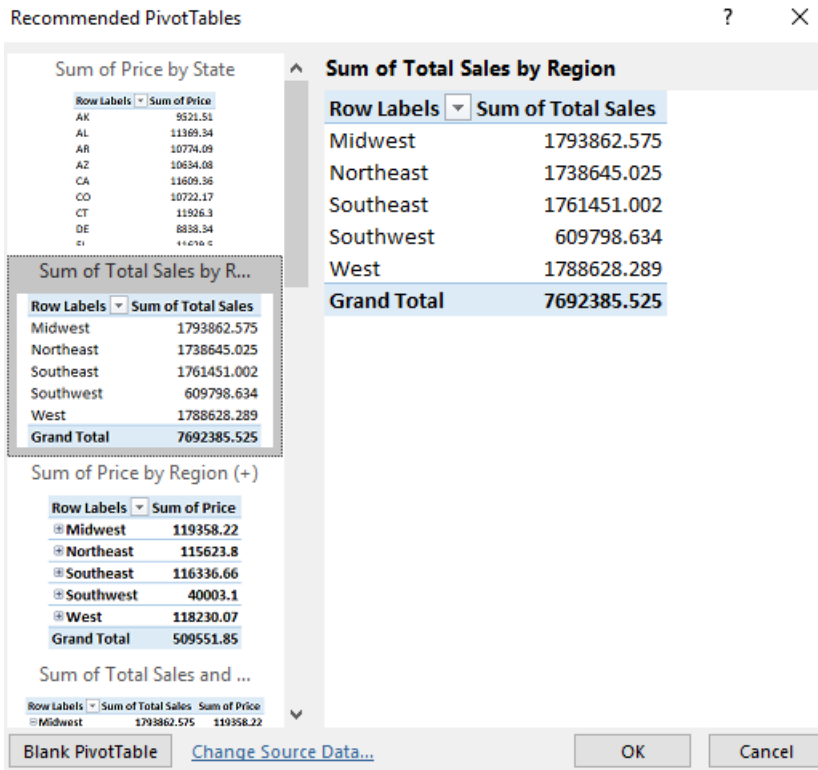 Recommended PivotTables ?
Sum of Price by State
Row Labels Sum of Price
AK 9521.51
AL 11369.34
AR 10774.09
AZ 10634.08
CA 11609.36
CO 10722.17
CT 11926.3
DE 8838.34
Sum of Total Sales by R...
Row Labels Sum of Total Sales
Midwest 1793862.575
Northeast 1738645.025
Southeast 1761451.002
Southwest 609798.634
West 1788628.289
Grand Total 7692385.525
Sum of Price by Region (+)
Row Labels Sum of Price
Midwest 119358.22
Northeast 115623.8
Southeast 116336.66
Southwest 40003.1
West 118230.07
Grand Total 509551.85
Sum of Total Sales and ...
Row Labels Sum of Total Sales Sum of Price
Midwest 1793862.575 119358.22
Sum of Total Sales by Region
Row Labels Sum of Total Sales
Midwest 1793862.575
Northeast 1738645.025
Southeast 1761451.002
Southwest 609798.634
West 1788628.289
Grand Total 7692385.525
Blank PivotTable Change Source Data... OK Cancel